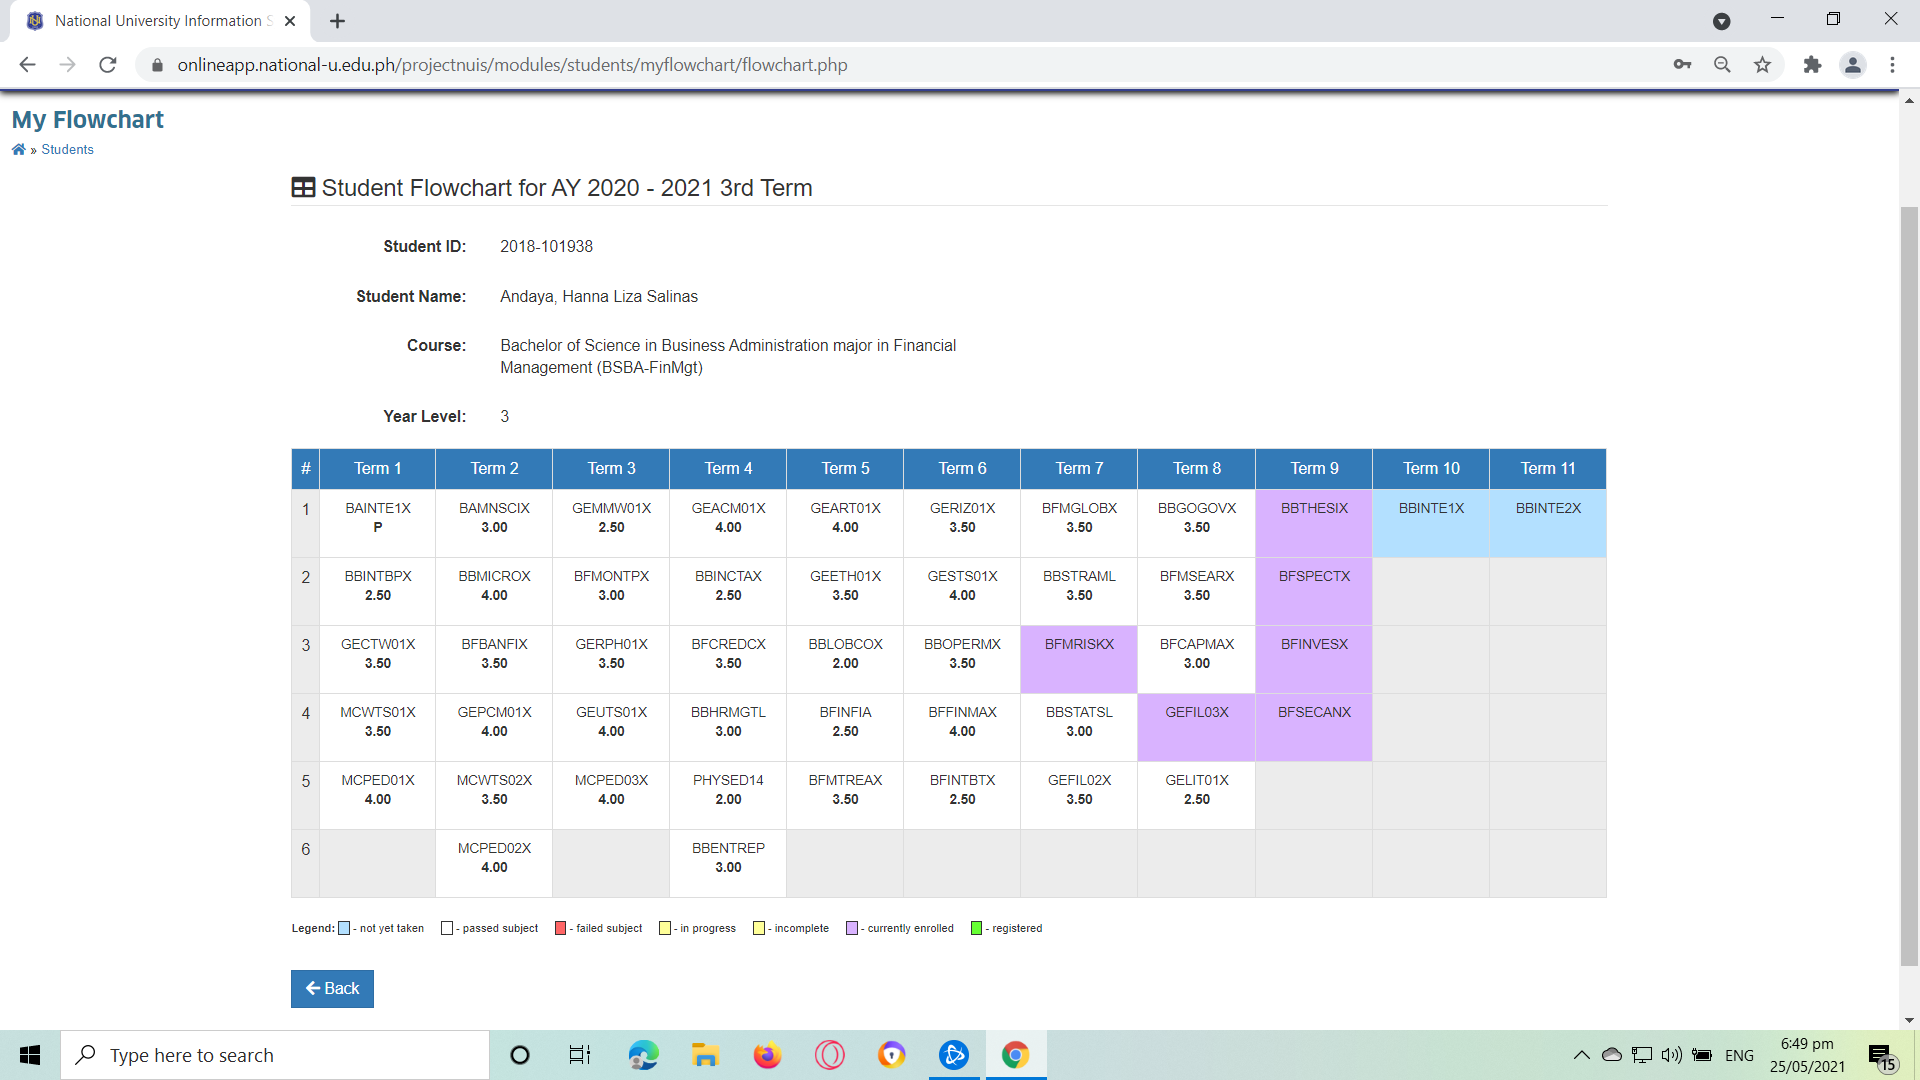 National University Information S
onlineapp.national-u.edu.ph/projectnuis/modules/students/myflowchart/flowchart.php
My Flowchart
» Students
Student Flowchart for AY 2020 - 2021 3rd Term
Student ID: 2018-101938
Student Name: Andaya, Hanna Liza Salinas
Course: Bachelor of Science in Business Administration major in Financial
Management (BSBA-FinMgt)
Year Level: 3
# Term 1 Term 2 Term 3 Term 4 Term 5 Term 6 Term 7 Term 8 Term 9 Term 10 Term 11
1 BAINTE1X BAMNSCIX GEMMW01X GEACM01X GEART01X GERIZ01X BFMGLOBX BBGOGOVX BBTHESIX BBINTE1X BBINTE2X
P 3.00 2.50 4.00 4.00 3.50 3.50 3.50
2 BBINTBPX BBMICROX BFMONTPX BBINCTAX GEETH01X GESTS01X BBSTRAML BFMSEARX BFSPECTX
2.50 4.00 3.00 2.50 3.50 4.00 3.50 3.50
3 GECTW01X BFBANFIX GERPH01X BFCREDCX BBLOBCOX BBOPERMX BFMRISKX BFCAPMAX BFINVESX
3.50 3.50 3.50 3.50 2.00 3.50 3.00
4 MCWTS01X GEPCM01X GEUTS01X BBHRMGTL BFINFIA BFFINMAX BBSTATSL GEFIL03X BFSECANX
3.50 4.00 4.00 3.00 2.50 4.00 3.00
5 MCPED01X MCWTS02X MCPED03X PHYSED14 BFMTREAX BFINTBTX GEFIL02X GELIT01X
4.00 3.50 4.00 2.00 3.50 2.50 3.50 2.50
6 MCPED02X BBENTREP
4.00 3.00
Legend: - not yet taken - passed subject - failed subject - in progress - incomplete - currently enrolled - registered
Back
Type here to search
ENG
6:49 pm
25/05/2021
15